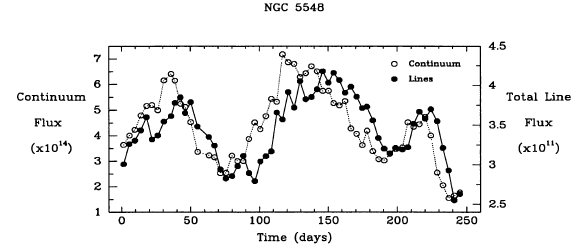 NGC 5548
7
6
5
4
3
2
1
4.5
4
3.5
3
2.5
Continuum
Flux
(x10¹⁴)
Continuum
Lines
Total Line
Flux
(x10¹¹)
0
50
100
150
200
250
Time (days)